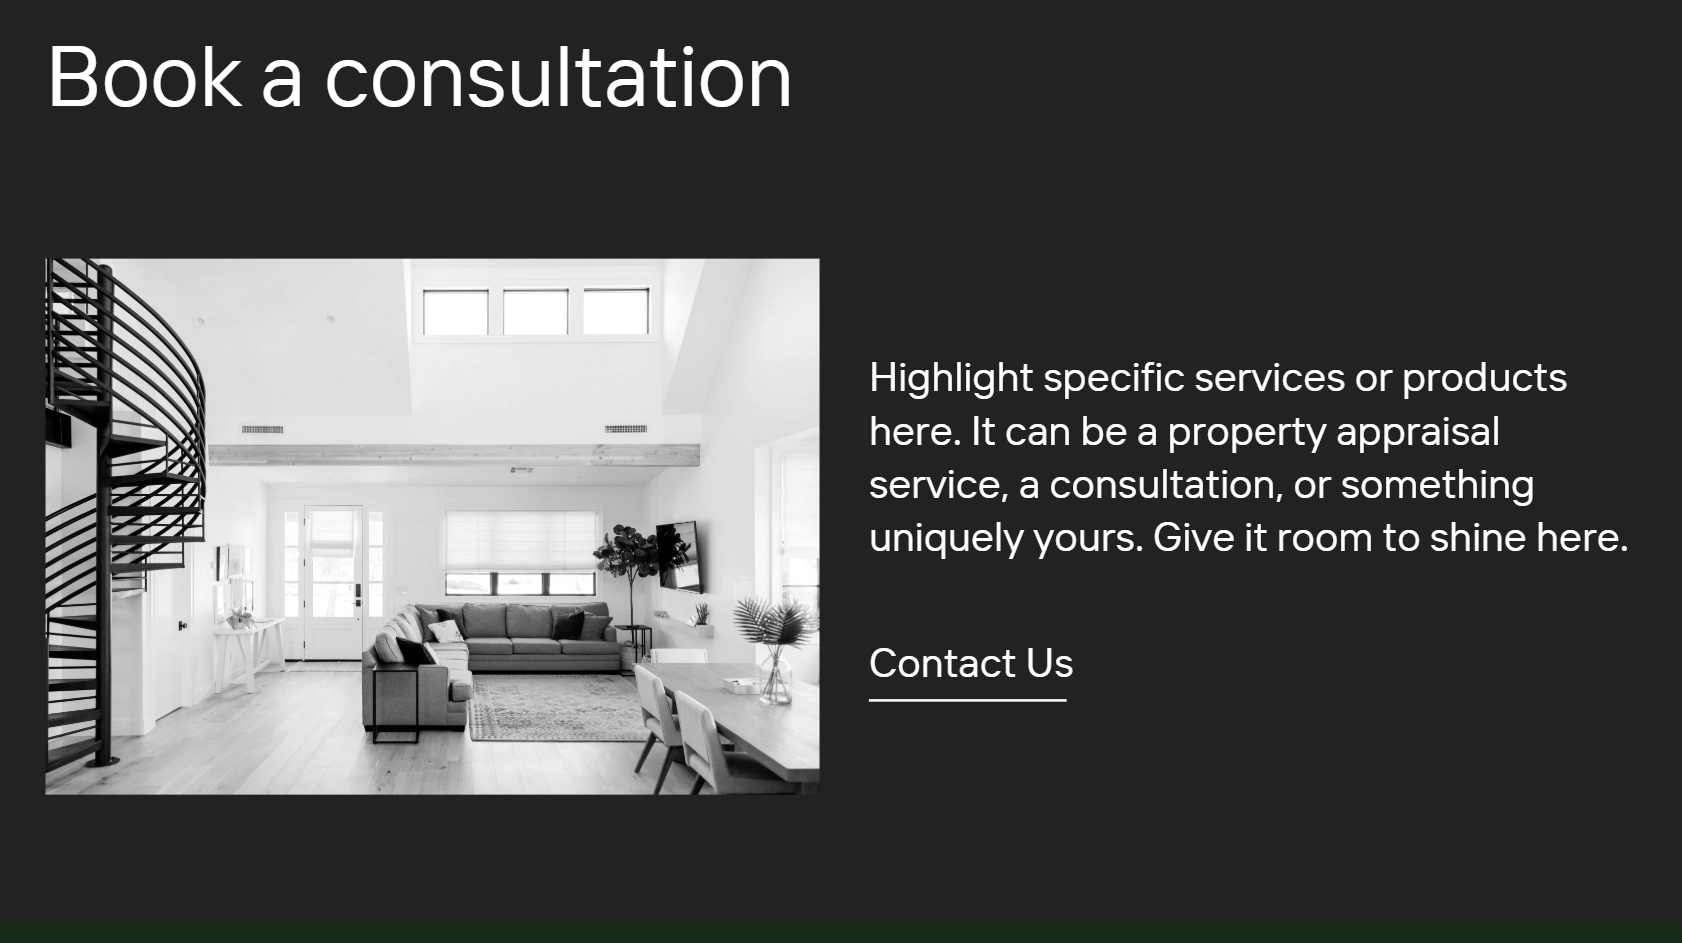 Book a consultation
Highlight specific services or products
here. It can be a property appraisal
service, a consultation, or something
uniquely yours. Give it room to shine here.
Contact Us